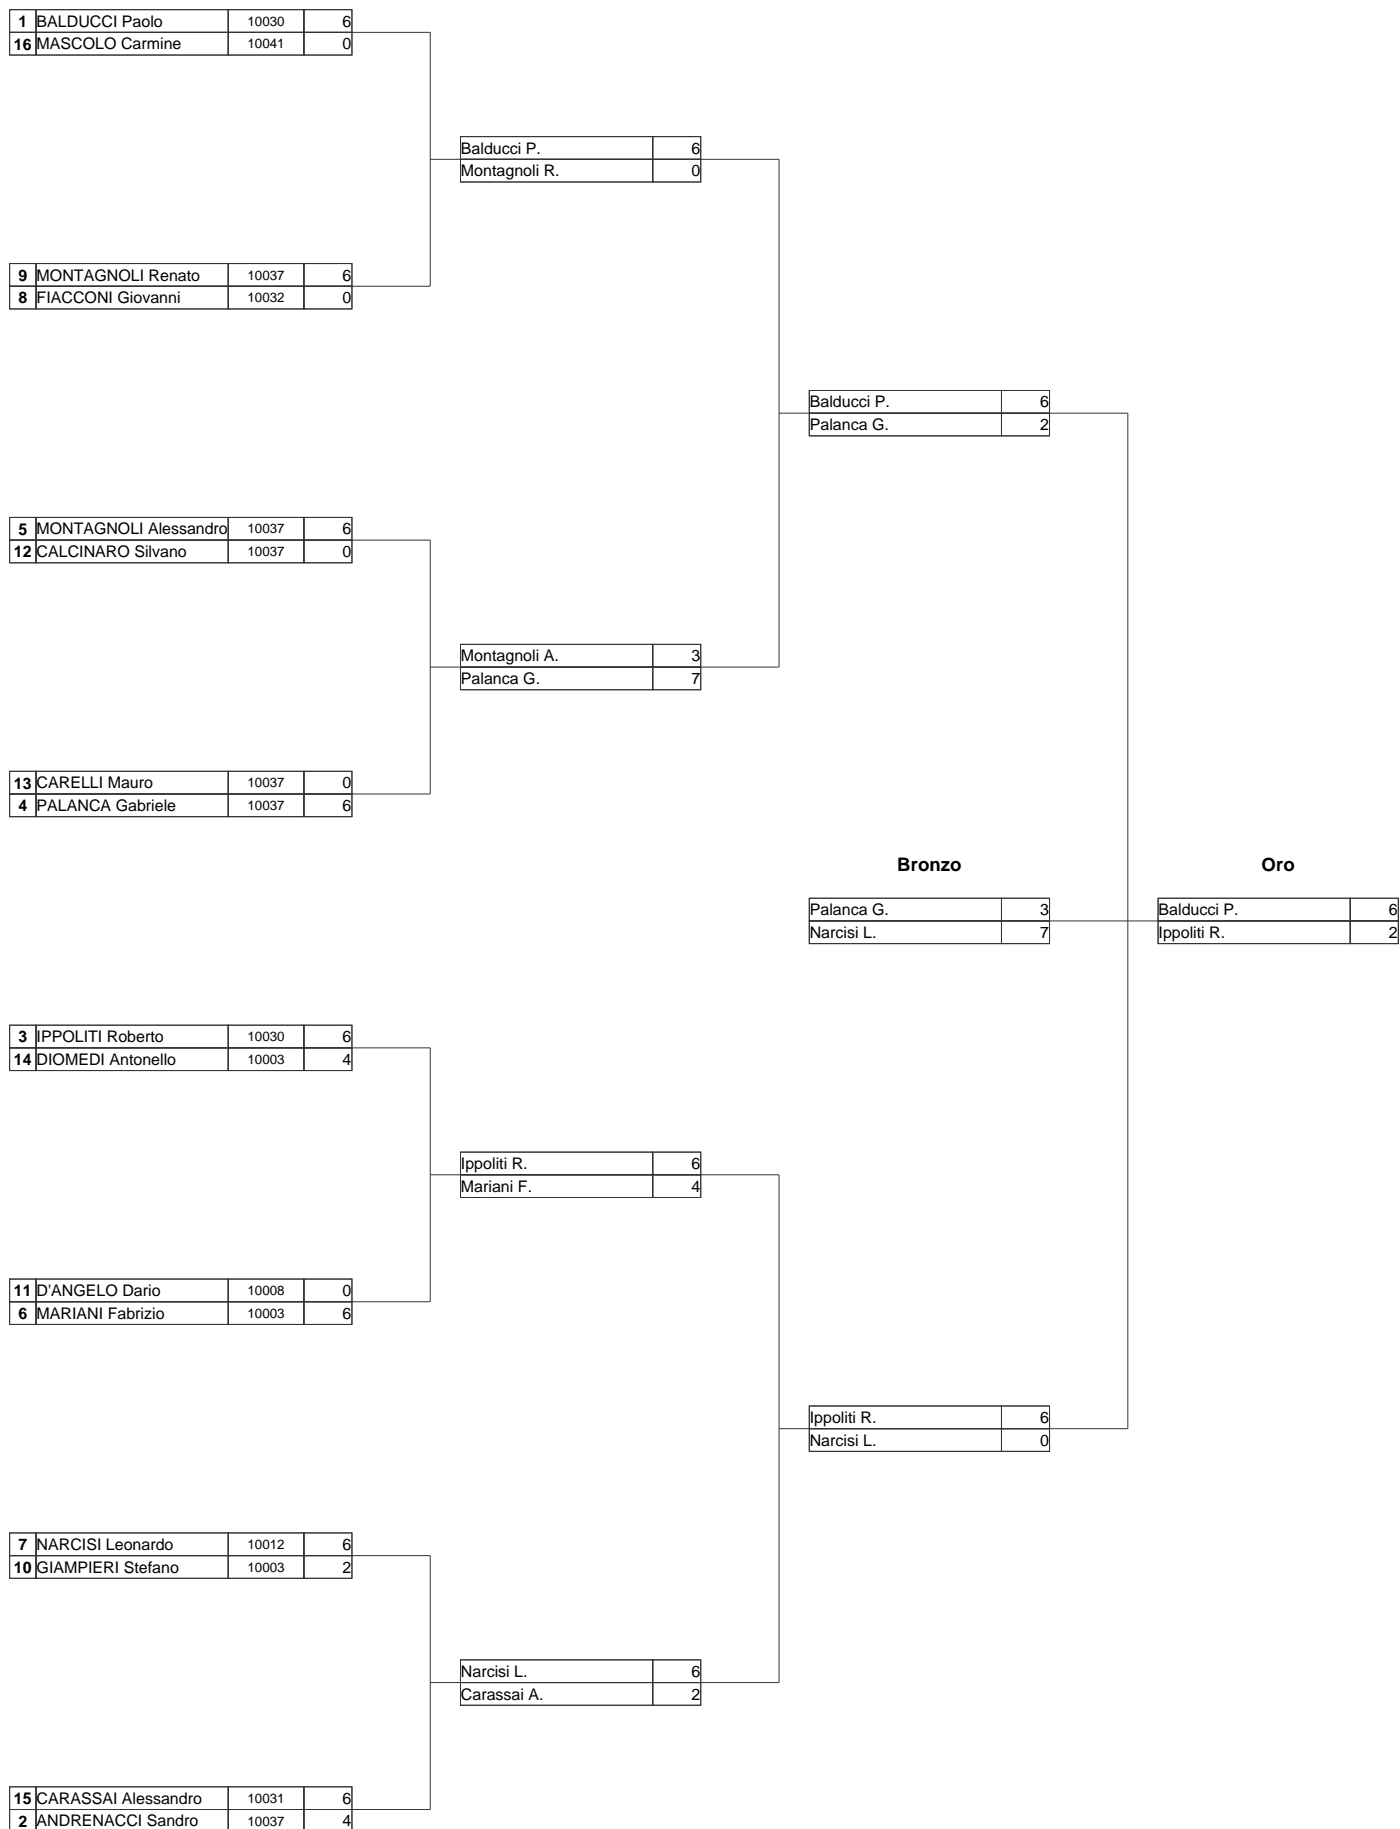 1 BALDUCCI Paolo 10030 6
16 MASCOLO Carmine 10041 0
Balducci P. 6
Montagnoli R. 0
9 MONTAGNOLI Renato 10037 6
8 FIACCONI Giovanni 10032 0
Balducci P. 6
Palanca G. 2
5 MONTAGNOLI Alessandro 10037 6
12 CALCINARO Silvano 10037 0
Montagnoli A. 3
Palanca G. 7
13 CARELLI Mauro 10037 0
4 PALANCA Gabriele 10037 6
Bronzo Oro
Palanca G. 3 Balducci P. 6
Narcisi L. 7 Ippoliti R. 2
3 IPPOLITI Roberto 10030 6
14 DIOMEDI Antonello 10003 4
Ippoliti R. 6
Mariani F. 4
11 D'ANGELO Dario 10008 0
6 MARIANI Fabrizio 10003 6
Ippoliti R. 6
Narcisi L. 0
7 NARCISI Leonardo 10012 6
10 GIAMPIERI Stefano 10003 2
Narcisi L. 6
Carassai A. 2
15 CARASSAI Alessandro 10031 6
2 ANDRENACCI Sandro 10037 4